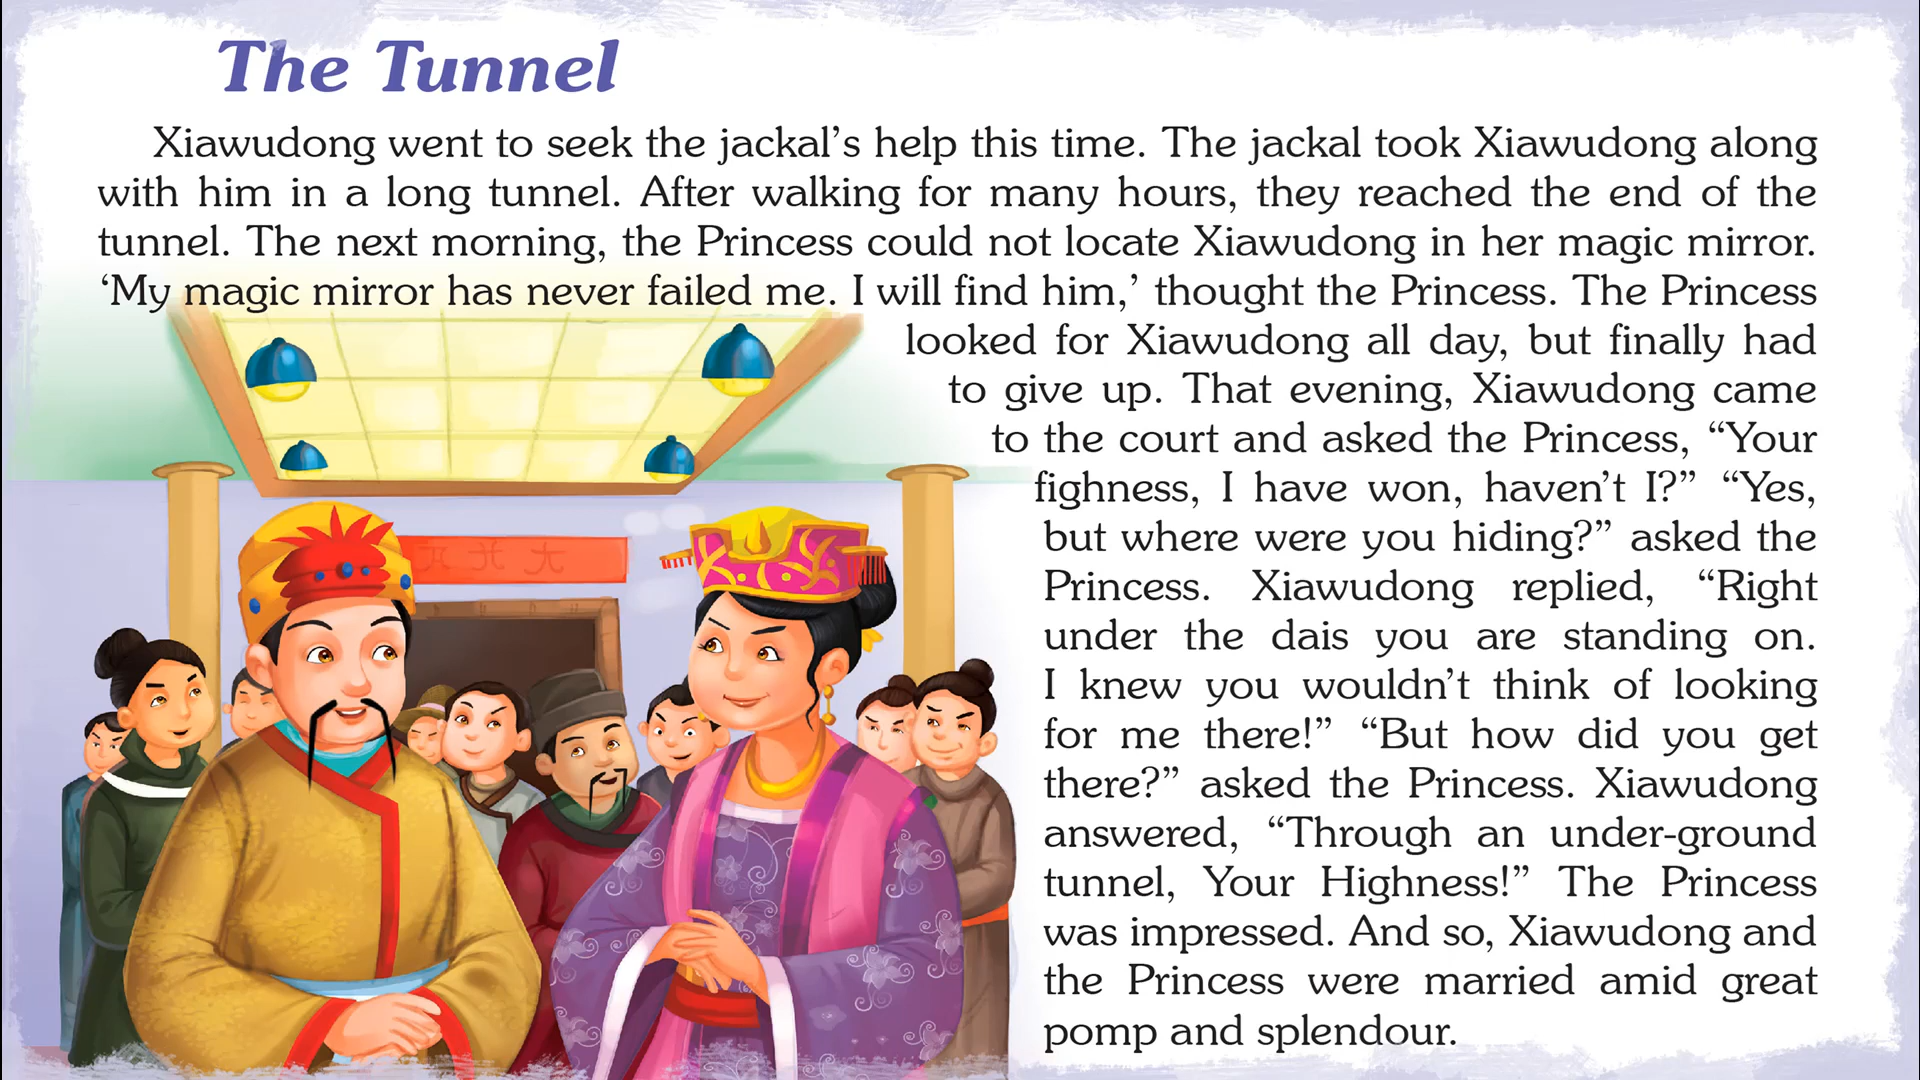 The Tunnel
Xiawudong went to seek the jackal’s help this time. The jackal took Xiawudong along
with him in a long tunnel. After walking for many hours, they reached the end of the
tunnel. The next morning, the Princess could not locate Xiawudong in her magic mirror.
‘My magic mirror has never failed me. I will find him,’ thought the Princess. The Princess
looked for Xiawudong all day, but finally had
to give up. That evening, Xiawudong came
to the court and asked the Princess, “Your
fighness, I have won, haven’t I?” “Yes,
but where were you hiding?” asked the
Princess. Xiawudong replied, “Right
under the dais you are standing on.
I knew you wouldn’t think of looking
for me there!” “But how did you get
there?” asked the Princess. Xiawudong
answered, “Through an under-ground
tunnel, Your Highness!” The Princess
was impressed. And so, Xiawudong and
the Princess were married amid great
pomp and splendour.